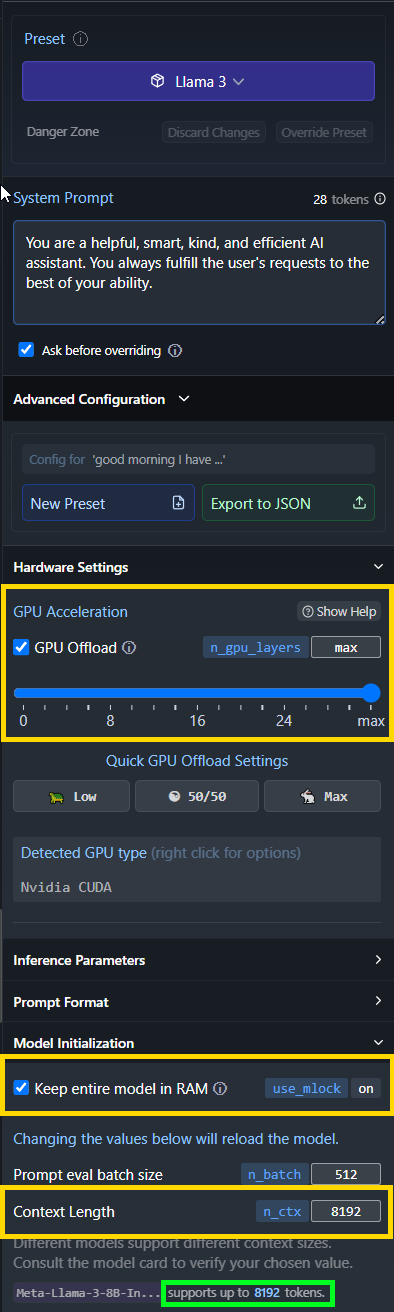 Preset
Llama 3
Danger Zone Discard Changes Override Preset
System Prompt 28 tokens
You are a helpful, smart, kind, and efficient AI
assistant. You always fulfill the user's requests to the
best of your ability.
Ask before overriding
Advanced Configuration
Config for 'good morning I have ...'
New Preset Export to JSON
Hardware Settings
GPU Acceleration Show Help
GPU Offload n_gpu_layers max
0 8 16 24 max
Quick GPU Offload Settings
Low 50/50 Max
Detected GPU type (right click for options)
Nvidia CUDA
Inference Parameters
Prompt Format
Model Initialization
Keep entire model in RAM use_mlock on
Changing the values below will reload the model.
Prompt eval batch size n_batch 512
Context Length n_ctx 8192
Different models support different context sizes.
Consult the model card to verify your chosen value.
Meta-Llama-3-8B-In... supports up to 8192 tokens.